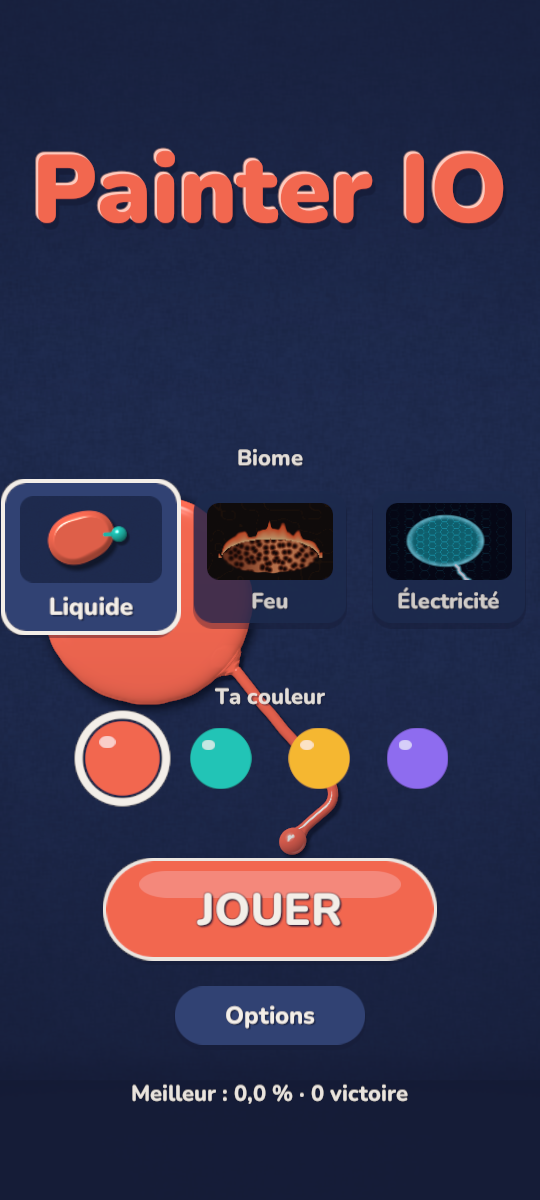 Painter IO
Biome
Liquide
Feu
Électricité
Ta couleur
JOUER
Options
Meilleur : 0,0 % · 0 victoire